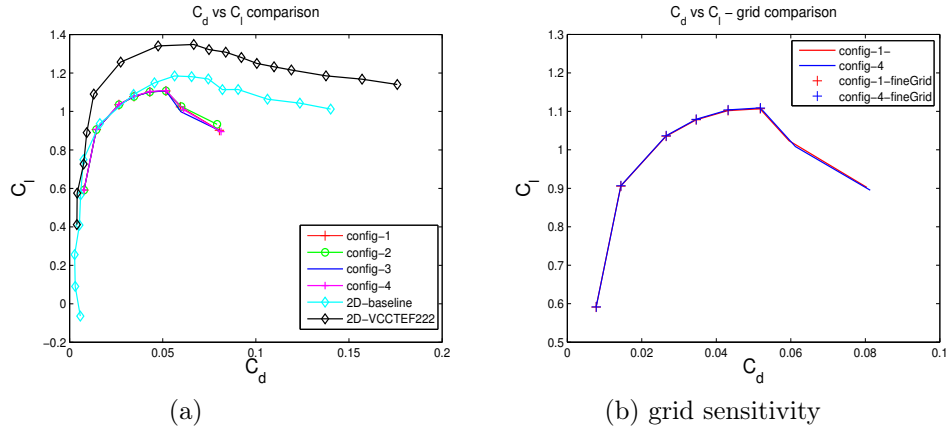 C_d vs C_l comparison
1.4
1.2
1
0.8
0.6
0.4
0.2
0
−0.2
0
0.05
0.1
0.15
0.2
C_l
C_d
config−1
config−2
config−3
config−4
2D−baseline
2D−VCCTEF222
(a)
C_d vs C_l − grid comparison
1.3
1.2
1.1
1
0.9
0.8
0.7
0.6
0.5
0
0.02
0.04
0.06
0.08
0.1
C_l
C_d
config−1−
config−4
config−1−fineGrid
config−4−fineGrid
(b) grid sensitivity